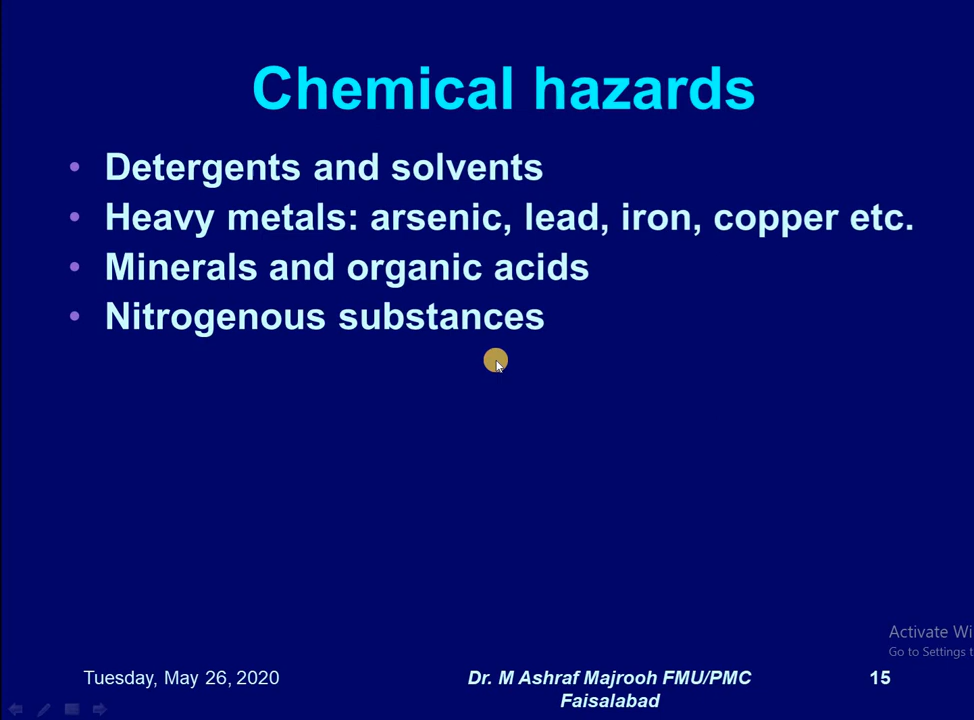 Chemical hazards
• Detergents and solvents
• Heavy metals: arsenic, lead, iron, copper etc.
• Minerals and organic acids
• Nitrogenous substances
Activate Wi
Go to Settings t
Tuesday, May 26, 2020
Dr. M Ashraf Majrooh FMU/PMC
Faisalabad
15